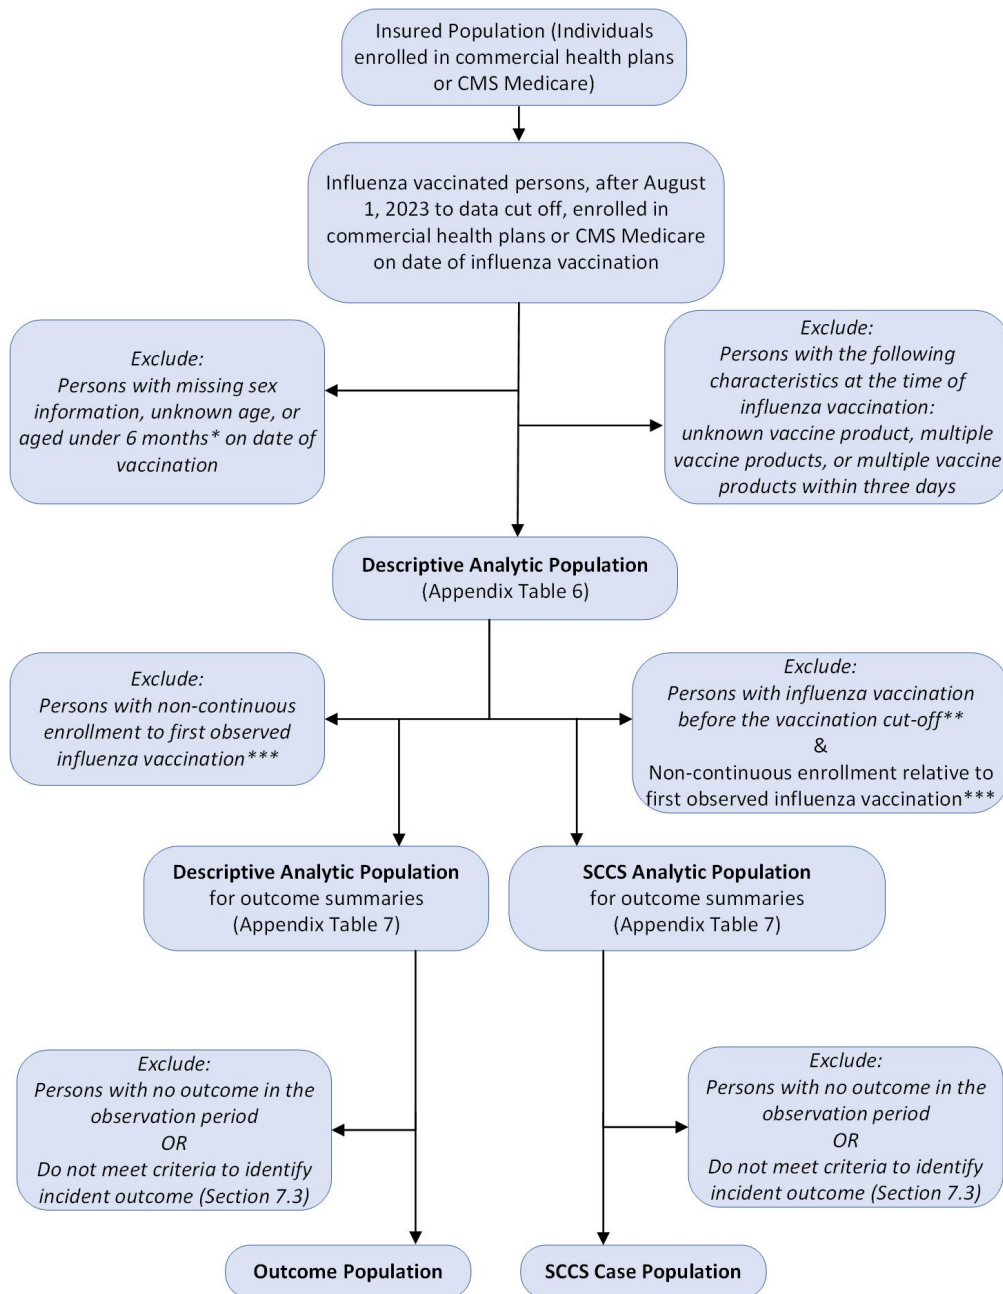 Insured Population (Individuals
enrolled in commercial health plans
or CMS Medicare)
Influenza vaccinated persons, after August
1, 2023 to data cut off, enrolled in
commercial health plans or CMS Medicare
on date of influenza vaccination
Exclude:
Persons with missing sex
information, unknown age, or
aged under 6 months* on date of
vaccination
Exclude:
Persons with the following
characteristics at the time of
influenza vaccination:
unknown vaccine product, multiple
vaccine products, or multiple vaccine
products within three days
Descriptive Analytic Population
(Appendix Table 6)
Exclude:
Persons with non-continuous
enrollment to first observed
influenza vaccination***
Exclude:
Persons with influenza vaccination
before the vaccination cut-off**
&
Non-continuous enrollment relative to
first observed influenza vaccination***
Descriptive Analytic Population
for outcome summaries
(Appendix Table 7)
SCCS Analytic Population
for outcome summaries
(Appendix Table 7)
Exclude:
Persons with no outcome in the
observation period
OR
Do not meet criteria to identify
incident outcome (Section 7.3)
Exclude:
Persons with no outcome in the
observation period
OR
Do not meet criteria to identify
incident outcome (Section 7.3)
Outcome Population
SCCS Case Population